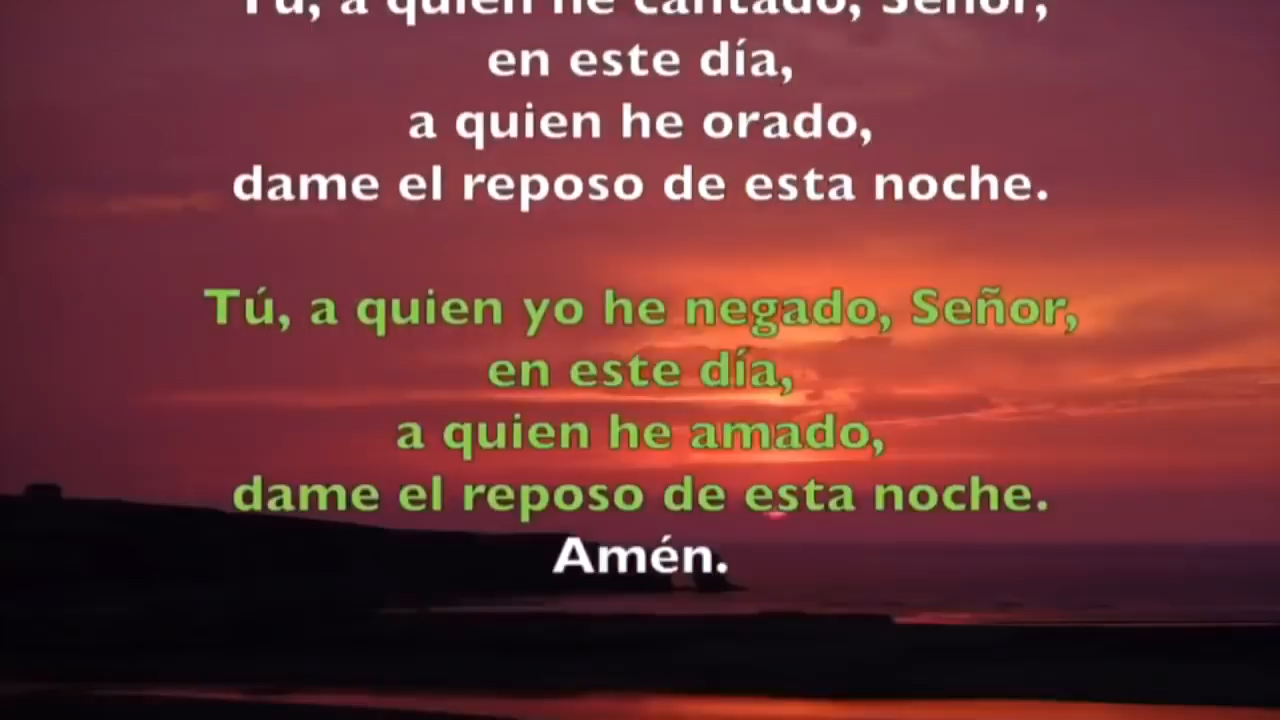 Tú, a quien he cantado, Señor,
en este día,
a quien he orado,
dame el reposo de esta noche.
Tú, a quien yo he negado, Señor,
en este día,
a quien he amado,
dame el reposo de esta noche.
Amén.